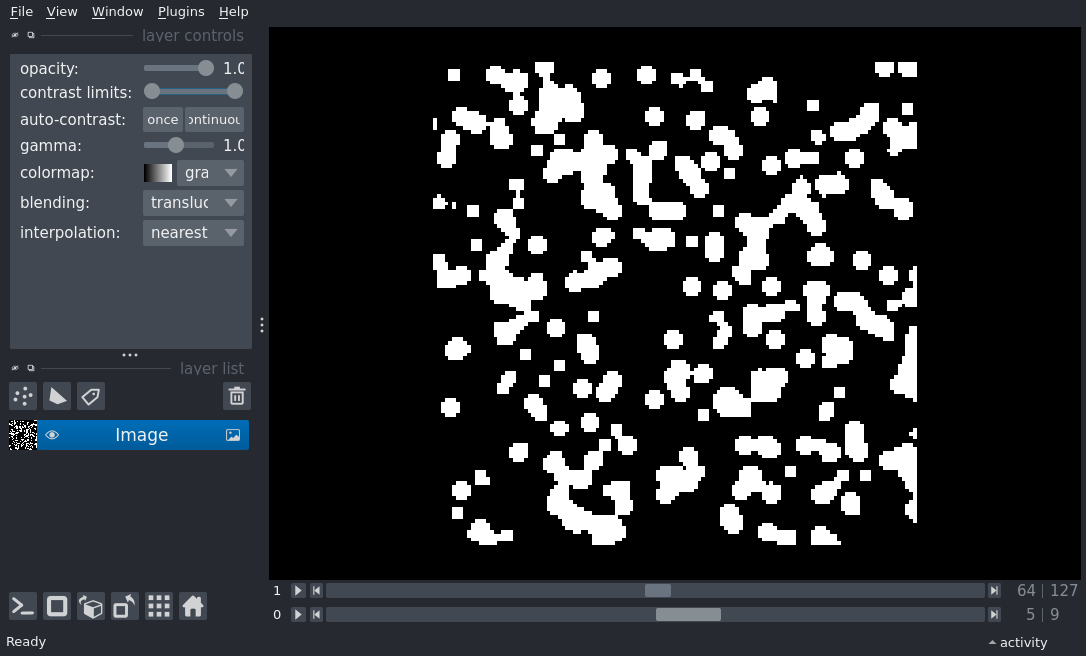 File View Window Plugins Help
layer controls
opacity: 1.0
contrast limits:
auto-contrast: once ontinuou
gamma: 1.0
colormap: gra
blending: transluc
interpolation: nearest
layer list
Image
1 64 127
0 5 9
Ready activity